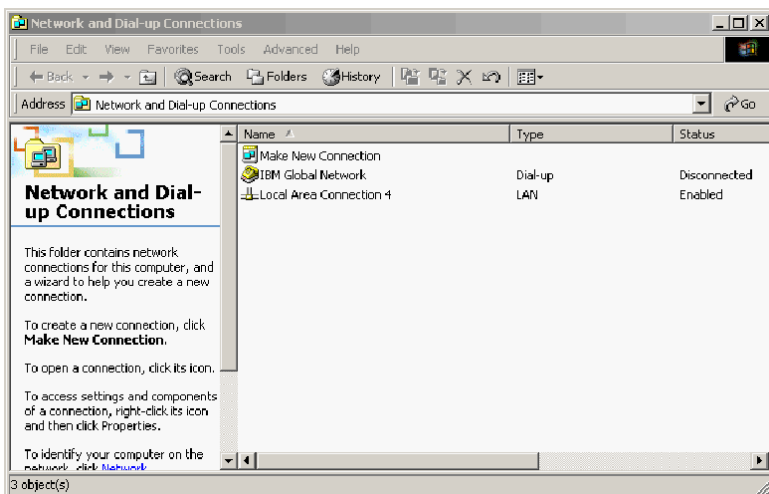 Network and Dial-up Connections
File Edit View Favorites Tools Advanced Help
Back Search Folders History
Address Network and Dial-up Connections Go
Name Type Status
Make New Connection
IBM Global Network Dial-up Disconnected
Local Area Connection 4 LAN Enabled
Network and Dial-
up Connections
This folder contains network
connections for this computer, and
a wizard to help you create a new
connection.
To create a new connection, click
Make New Connection.
To open a connection, click its icon.
To access settings and components
of a connection, right-click its icon
and then click Properties.
To identify your computer on the
network, click Network
3 object(s)